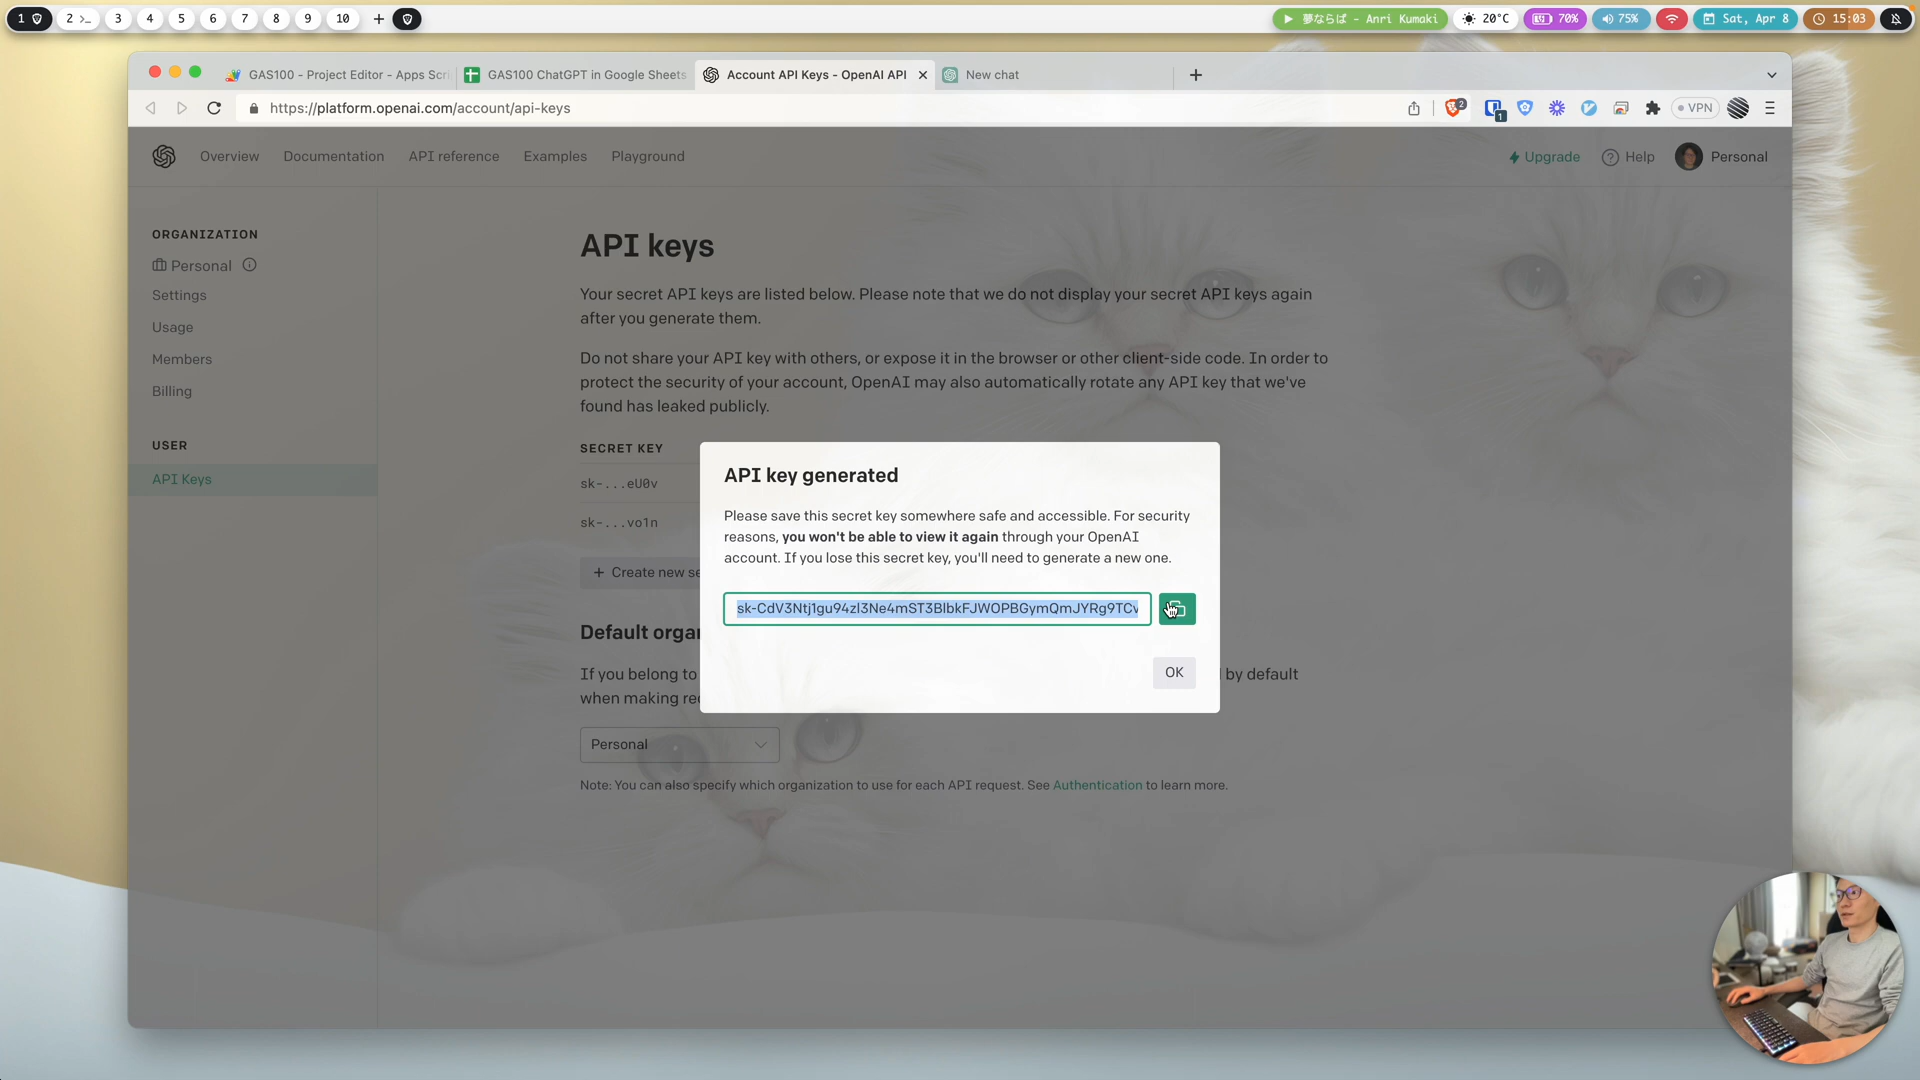 1 2 3 4 5 6 7 8 9 10 +
夢ならば - Anri Kumaki 20°C 70% 75% Sat, Apr 8 15:03
GAS100 - Project Editor - Apps Scri
GAS100 ChatGPT in Google Sheets
Account API Keys - OpenAI API
New chat
https://platform.openai.com/account/api-keys
2 1 VPN
Overview Documentation API reference Examples Playground
Upgrade Help Personal
ORGANIZATION
Personal
Settings
Usage
Members
Billing
USER
API Keys
API keys
Your secret API keys are listed below. Please note that we do not display your secret API keys again
after you generate them.
Do not share your API key with others, or expose it in the browser or other client-side code. In order to
protect the security of your account, OpenAI may also automatically rotate any API key that we've
found has leaked publicly.
SECRET KEY
sk-...eU0v
sk-...vo1n
+ Create new se
API key generated
Please save this secret key somewhere safe and accessible. For security
reasons, you won't be able to view it again through your OpenAI
account. If you lose this secret key, you'll need to generate a new one.
OK
Default orga
If you belong to
by default
when making re
Personal
Note: You can also specify which organization to use for each API request. See Authentication to learn more.